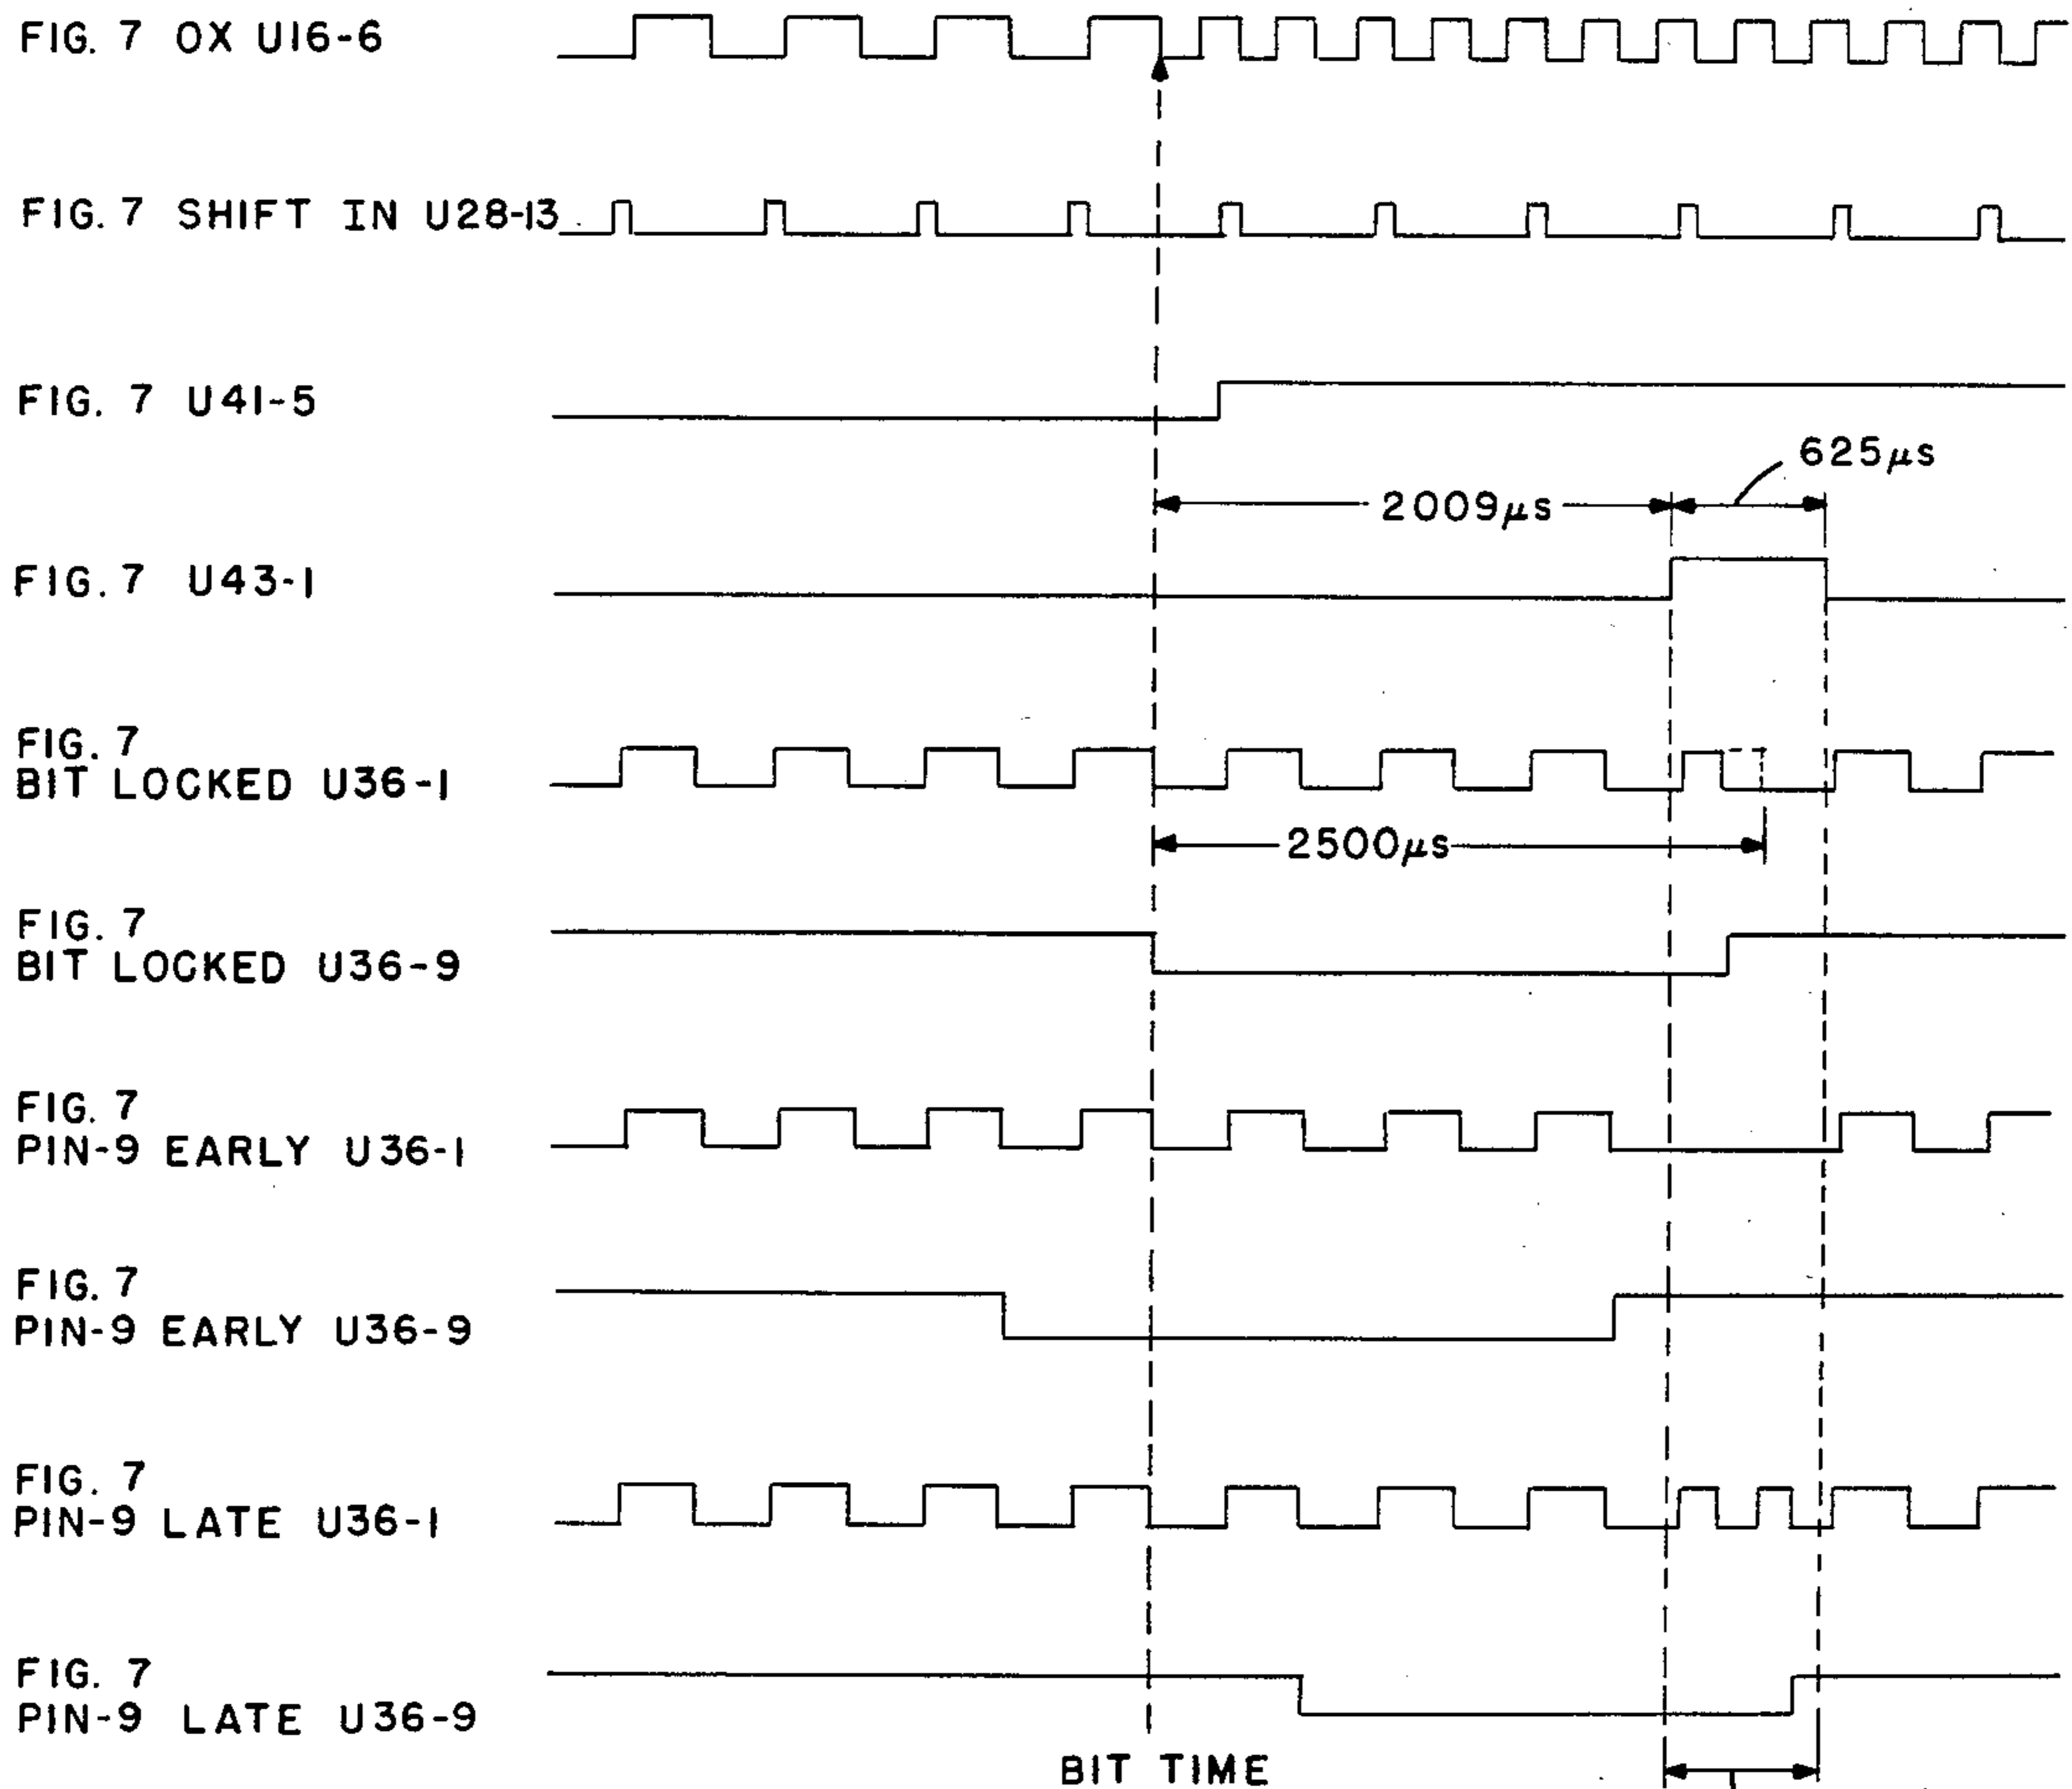 FIG. 7 OX U16-6
FIG. 7 SHIFT IN U28-13
FIG. 7 U41-5
625μs
2009μs
FIG. 7 U43-1
FIG. 7
BIT LOCKED U36-1
2500μs
FIG. 7
BIT LOCKED U36-9
FIG. 7
PIN-9 EARLY U36-1
FIG. 7
PIN-9 EARLY U36-9
FIG. 7
PIN-9 LATE U36-1
FIG. 7
PIN-9 LATE U36-9
BIT TIME